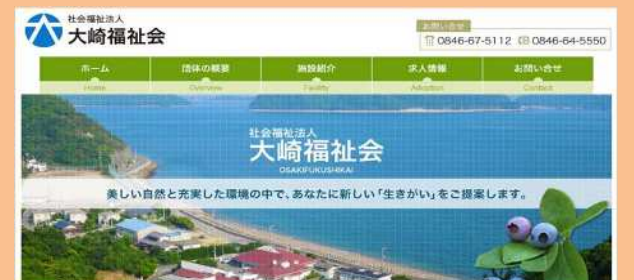 社会福祉法人
大崎福祉会
お問い合せ
0846-67-5112 0846-64-5550
ホーム 団体の概要 施設紹介 求人情報 お問い合せ
Home Overview Facility Adoption Contact
社会福祉法人
大崎福祉会
OSAKIFUKUSHIKAI
美しい自然と充実した環境の中で、あなたに新しい「生きがい」をご提案します。